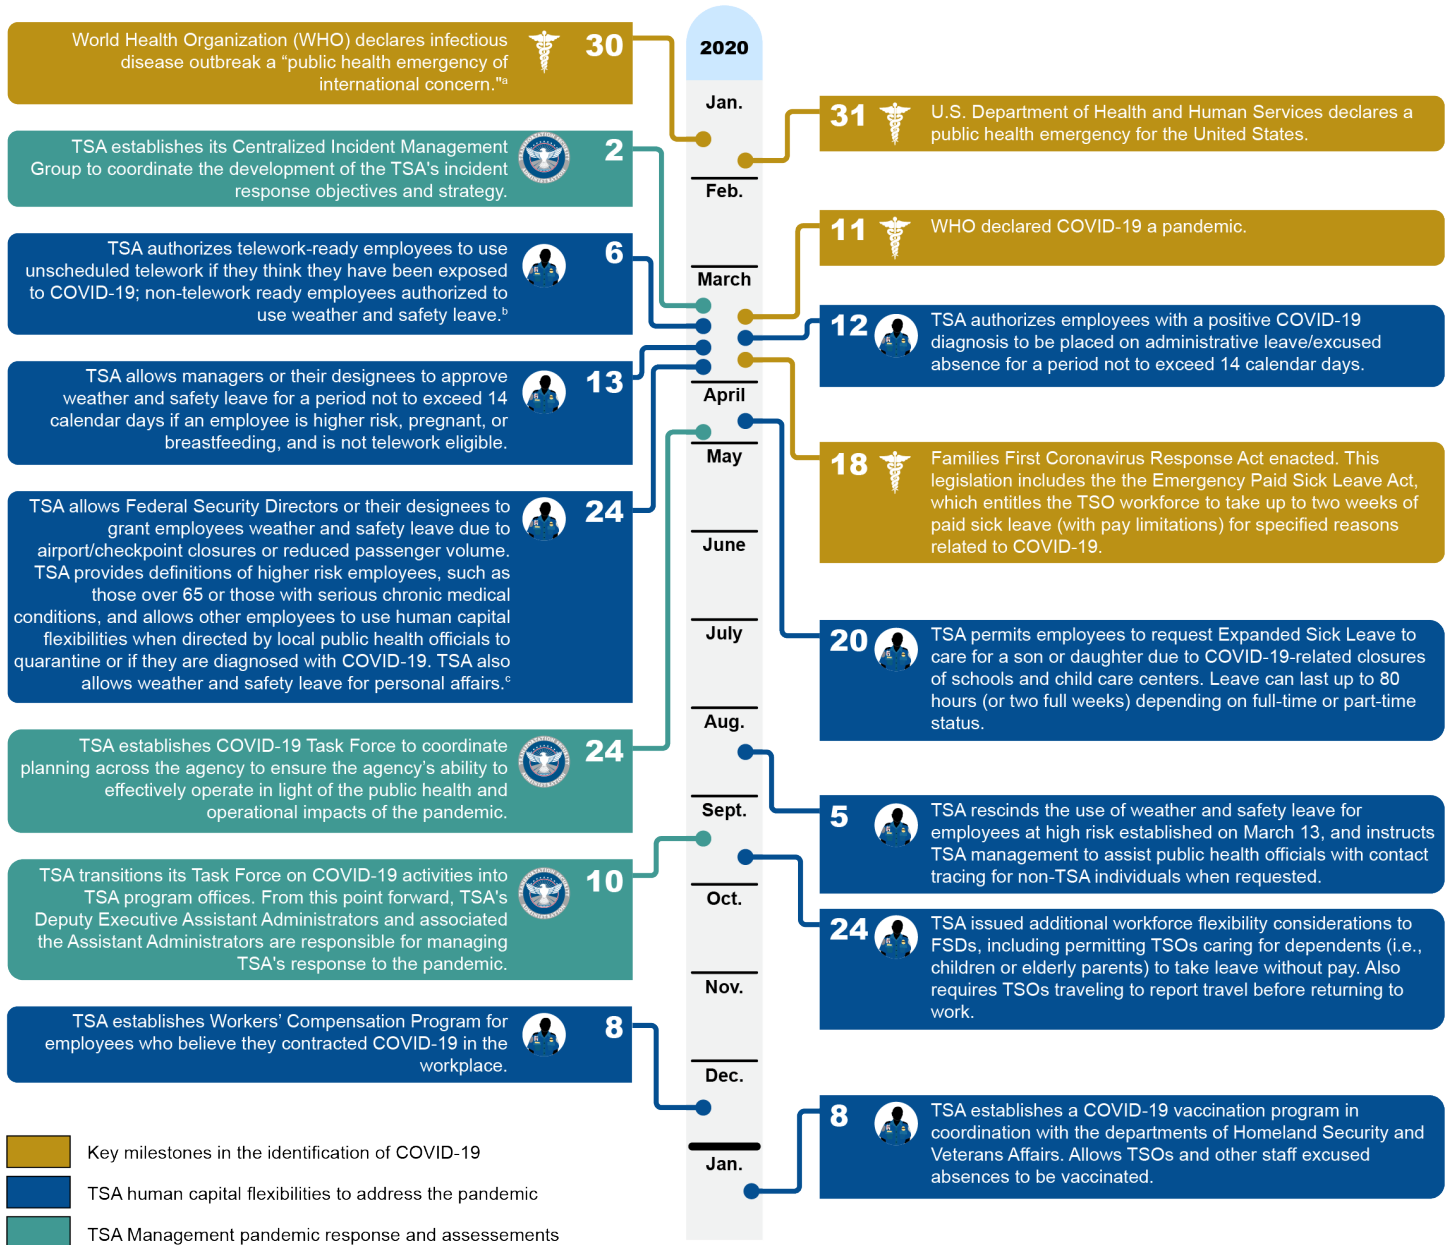 2020
World Health Organization (WHO) declares infectious
disease outbreak a “public health emergency of
international concern."a
30
Jan.
31
U.S. Department of Health and Human Services declares a
public health emergency for the United States.
TSA establishes its Centralized Incident Management
Group to coordinate the development of the TSA's incident
response objectives and strategy.
2
Feb.
11
WHO declared COVID-19 a pandemic.
TSA authorizes telework-ready employees to use
unscheduled telework if they think they have been exposed
to COVID-19; non-telework ready employees authorized to
use weather and safety leave.b
6
March
12
TSA authorizes employees with a positive COVID-19
diagnosis to be placed on administrative leave/excused
absence for a period not to exceed 14 calendar days.
TSA allows managers or their designees to approve
weather and safety leave for a period not to exceed 14
calendar days if an employee is higher risk, pregnant, or
breastfeeding, and is not telework eligible.
13
April
18
Families First Coronavirus Response Act enacted. This
legislation includes the the Emergency Paid Sick Leave Act,
which entitles the TSO workforce to take up to two weeks of
paid sick leave (with pay limitations) for specified reasons
related to COVID-19.
May
TSA allows Federal Security Directors or their designees to
grant employees weather and safety leave due to
airport/checkpoint closures or reduced passenger volume.
TSA provides definitions of higher risk employees, such as
those over 65 or those with serious chronic medical
conditions, and allows other employees to use human capital
flexibilities when directed by local public health officials to
quarantine or if they are diagnosed with COVID-19. TSA also
allows weather and safety leave for personal affairs.c
24
June
July
20
TSA permits employees to request Expanded Sick Leave to
care for a son or daughter due to COVID-19-related closures
of schools and child care centers. Leave can last up to 80
hours (or two full weeks) depending on full-time or part-time
status.
Aug.
TSA establishes COVID-19 Task Force to coordinate
planning across the agency to ensure the agency’s ability to
effectively operate in light of the public health and
operational impacts of the pandemic.
24
Sept.
5
TSA rescinds the use of weather and safety leave for
employees at high risk established on March 13, and instructs
TSA management to assist public health officials with contact
tracing for non-TSA individuals when requested.
TSA transitions its Task Force on COVID-19 activities into
TSA program offices. From this point forward, TSA's
Deputy Executive Assistant Administrators and associated
the Assistant Administrators are responsible for managing
TSA's response to the pandemic.
10
Oct.
24
TSA issued additional workforce flexibility considerations to
FSDs, including permitting TSOs caring for dependents (i.e.,
children or elderly parents) to take leave without pay. Also
requires TSOs traveling to report travel before returning to
work.
Nov.
TSA establishes Workers’ Compensation Program for
employees who believe they contracted COVID-19 in the
workplace.
8
Dec.
8
TSA establishes a COVID-19 vaccination program in
coordination with the departments of Homeland Security and
Veterans Affairs. Allows TSOs and other staff excused
absences to be vaccinated.
Jan.
Key milestones in the identification of COVID-19
TSA human capital flexibilities to address the pandemic
TSA Management pandemic response and assessements